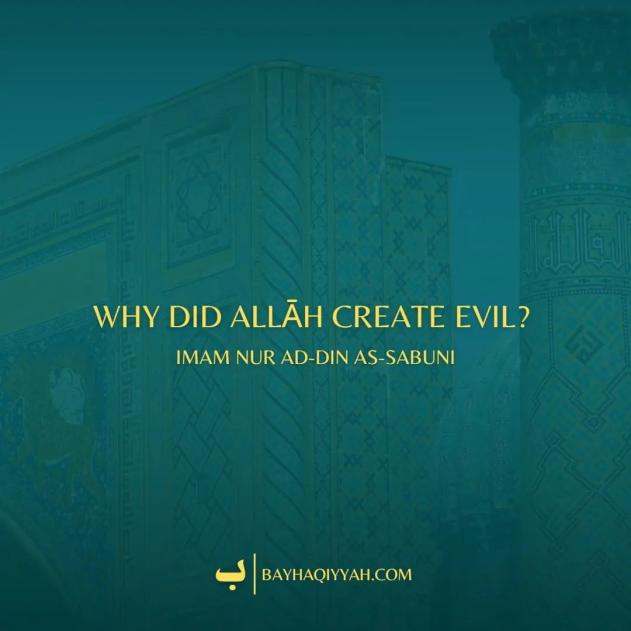 WHY DID ALLĀH CREATE EVIL?
IMAM NUR AD-DIN AS-SABUNI
ب BAYHAQIYYAH.COM